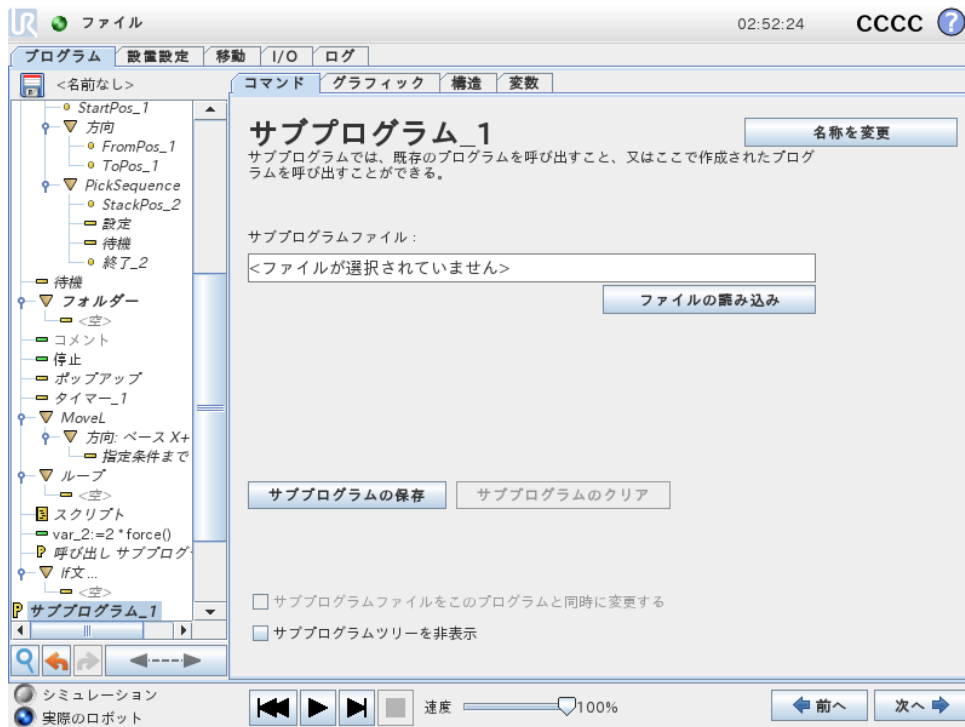 UR ファイル 02:52:24 CCCC ?
プログラム 設置設定 移動 I/O ログ
<名前なし>
コマンド グラフィック 構造 変数
StartPos_1
方向
FromPos_1
ToPos_1
PickSequence
StackPos_2
設定
待機
終了_2
待機
フォルダー
<空>
コメント
停止
ポップアップ
タイマー_1
MoveL
方向: ベース X+
指定条件まで
ループ
<空>
スクリプト
var_2:=2*force()
呼び出し サブプログ
If文...
<空>
サブプログラム_1
サブプログラム_1
名称を変更
サブプログラムでは、既存のプログラムを呼び出すこと、又はここで作成されたプログ
ラムを呼び出すことができる。
サブプログラムファイル :
<ファイルが選択されていません>
ファイルの読み込み
サブプログラムの保存 サブプログラムのクリア
サブプログラムファイルをこのプログラムと同時に変更する
サブプログラムツリーを非表示
シミュレーション
実際のロボット
速度 100%
前へ 次へ